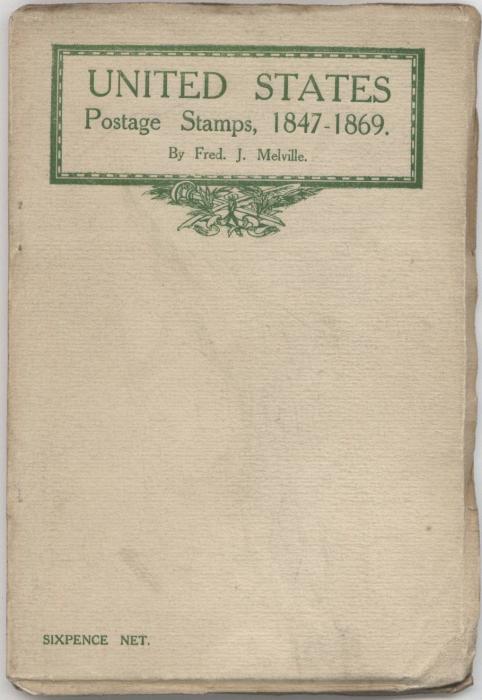 UNITED STATES
Postage Stamps, 1847-1869.
By Fred. J. Melville.
SIXPENCE NET.